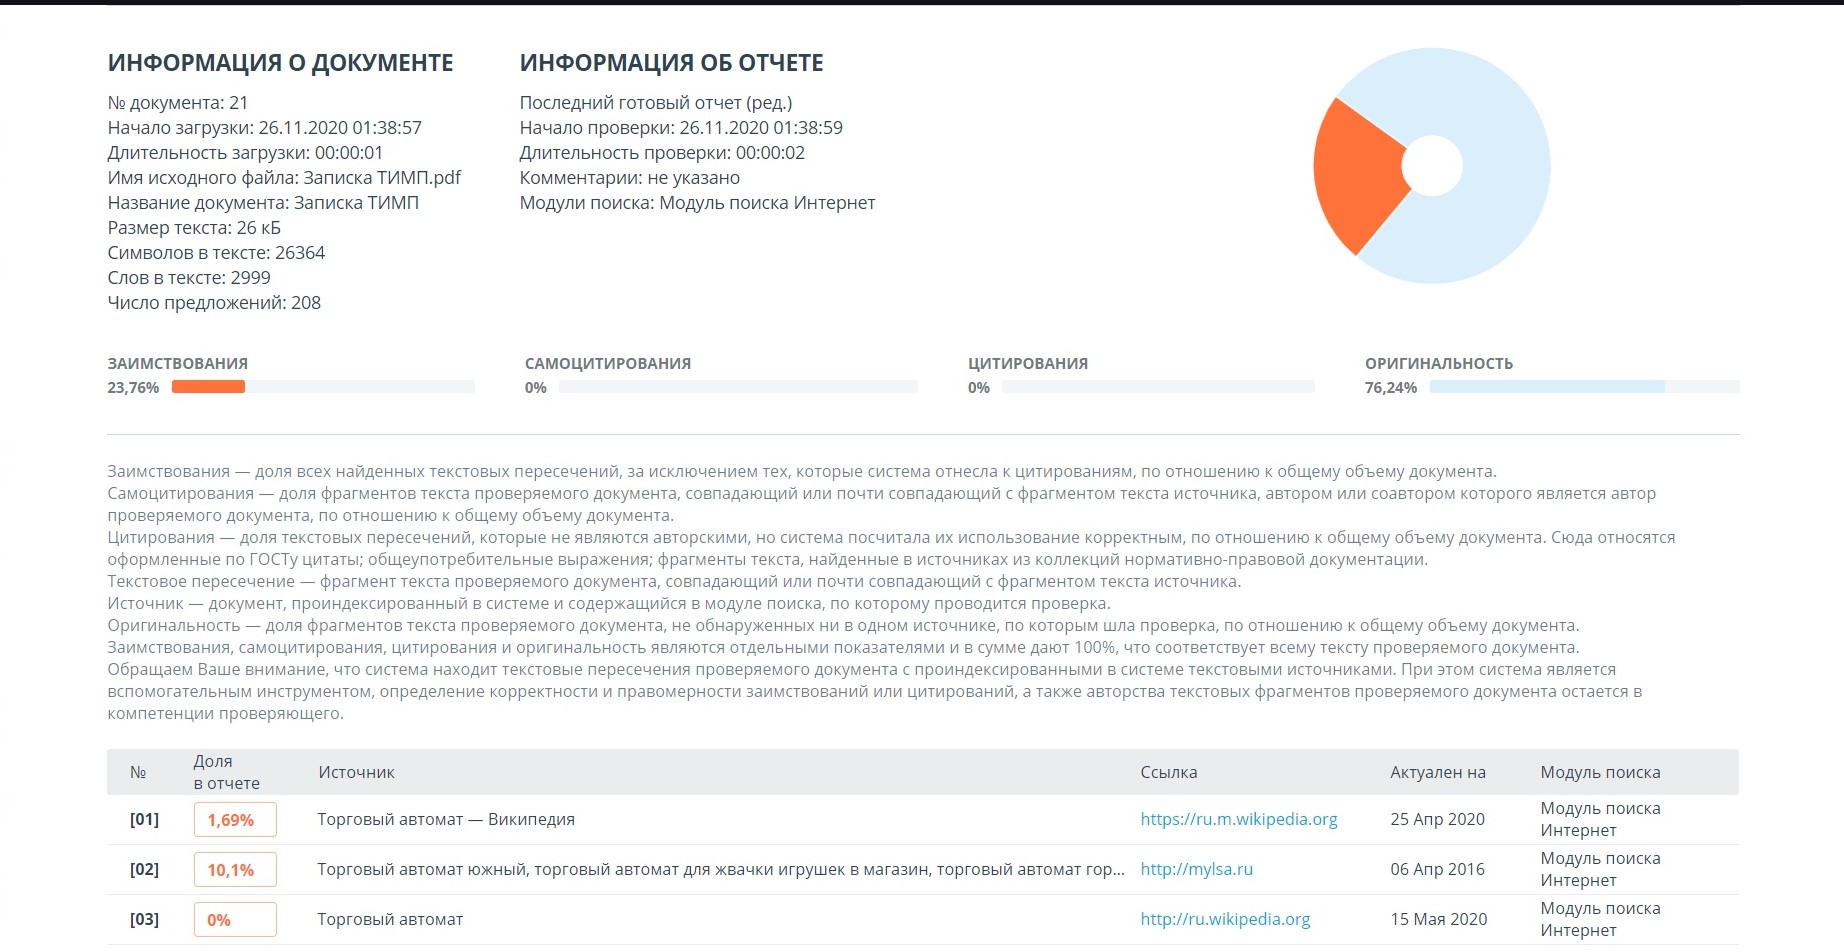 ИНФОРМАЦИЯ О ДОКУМЕНТЕ
№ документа: 21
Начало загрузки: 26.11.2020 01:38:57
Длительность загрузки: 00:00:01
Имя исходного файла: Записка ТИМП.pdf
Название документа: Записка ТИМП
Размер текста: 26 кБ
Символов в тексте: 26364
Слов в тексте: 2999
Число предложений: 208
ИНФОРМАЦИЯ ОБ ОТЧЕТЕ
Последний готовый отчет (ред.)
Начало проверки: 26.11.2020 01:38:59
Длительность проверки: 00:00:02
Комментарии: не указано
Модули поиска: Модуль поиска Интернет
ЗАИМСТВОВАНИЯ
23,76%
САМОЦИТИРОВАНИЯ
0%
ЦИТИРОВАНИЯ
0%
ОРИГИНАЛЬНОСТЬ
76,24%
Заимствования — доля всех найденных текстовых пересечений, за исключением тех, которые система отнесла к цитированиям, по отношению к общему объему документа.
Самоцитирования — доля фрагментов текста проверяемого документа, совпадающий или почти совпадающий с фрагментом текста источника, автором или соавтором которого является автор
проверяемого документа, по отношению к общему объему документа.
Цитирования — доля текстовых пересечений, которые не являются авторскими, но система посчитала их использование корректным, по отношению к общему объему документа. Сюда относятся
оформленные по ГОСТу цитаты; общеупотребительные выражения; фрагменты текста, найденные в источниках из коллекций нормативно-правовой документации.
Текстовое пересечение — фрагмент текста проверяемого документа, совпадающий или почти совпадающий с фрагментом текста источника.
Источник — документ, проиндексированный в системе и содержащийся в модуле поиска, по которому проводится проверка.
Оригинальность — доля фрагментов текста проверяемого документа, не обнаруженных ни в одном источнике, по которым шла проверка, по отношению к общему объему документа.
Заимствования, самоцитирования, цитирования и оригинальность являются отдельными показателями и в сумме дают 100%, что соответствует всему тексту проверяемого документа.
Обращаем Ваше внимание, что система находит текстовые пересечения проверяемого документа с проиндексированными в системе текстовыми источниками. При этом система является
вспомогательным инструментом, определение корректности и правомерности заимствований или цитирований, а также авторства текстовых фрагментов проверяемого документа остается в
компетенции проверяющего.
№ Доля в отчете Источник Ссылка Актуален на Модуль поиска
[01] 1,69% Торговый автомат — Википедия https://ru.m.wikipedia.org 25 Апр 2020 Модуль поиска Интернет
[02] 10,1% Торговый автомат южный, торговый автомат для жвачки игрушек в магазин, торговый автомат гор... http://mylsa.ru 06 Апр 2016 Модуль поиска Интернет
[03] 0% Торговый автомат http://ru.wikipedia.org 15 Мая 2020 Модуль поиска Интернет